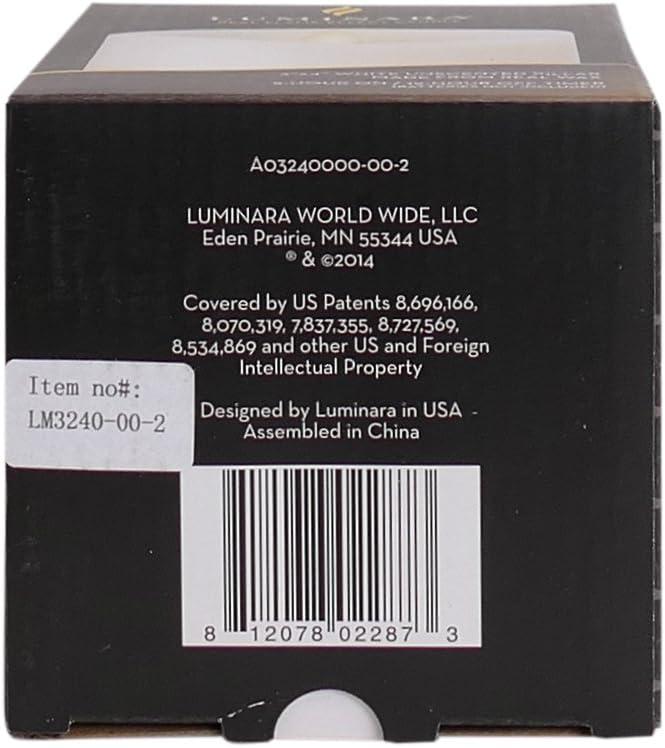 LUMINARA
A03240000-00-2
LUMINARA WORLD WIDE, LLC
Eden Prairie, MN 55344 USA
® & ©2014
Covered by US Patents 8,696,166,
8,070,319, 7,837,355, 8,727,569,
8,534,869 and other US and Foreign
Intellectual Property
Item no#:
LM3240-00-2
Designed by Luminara in USA -
Assembled in China
8 12078 02287 3